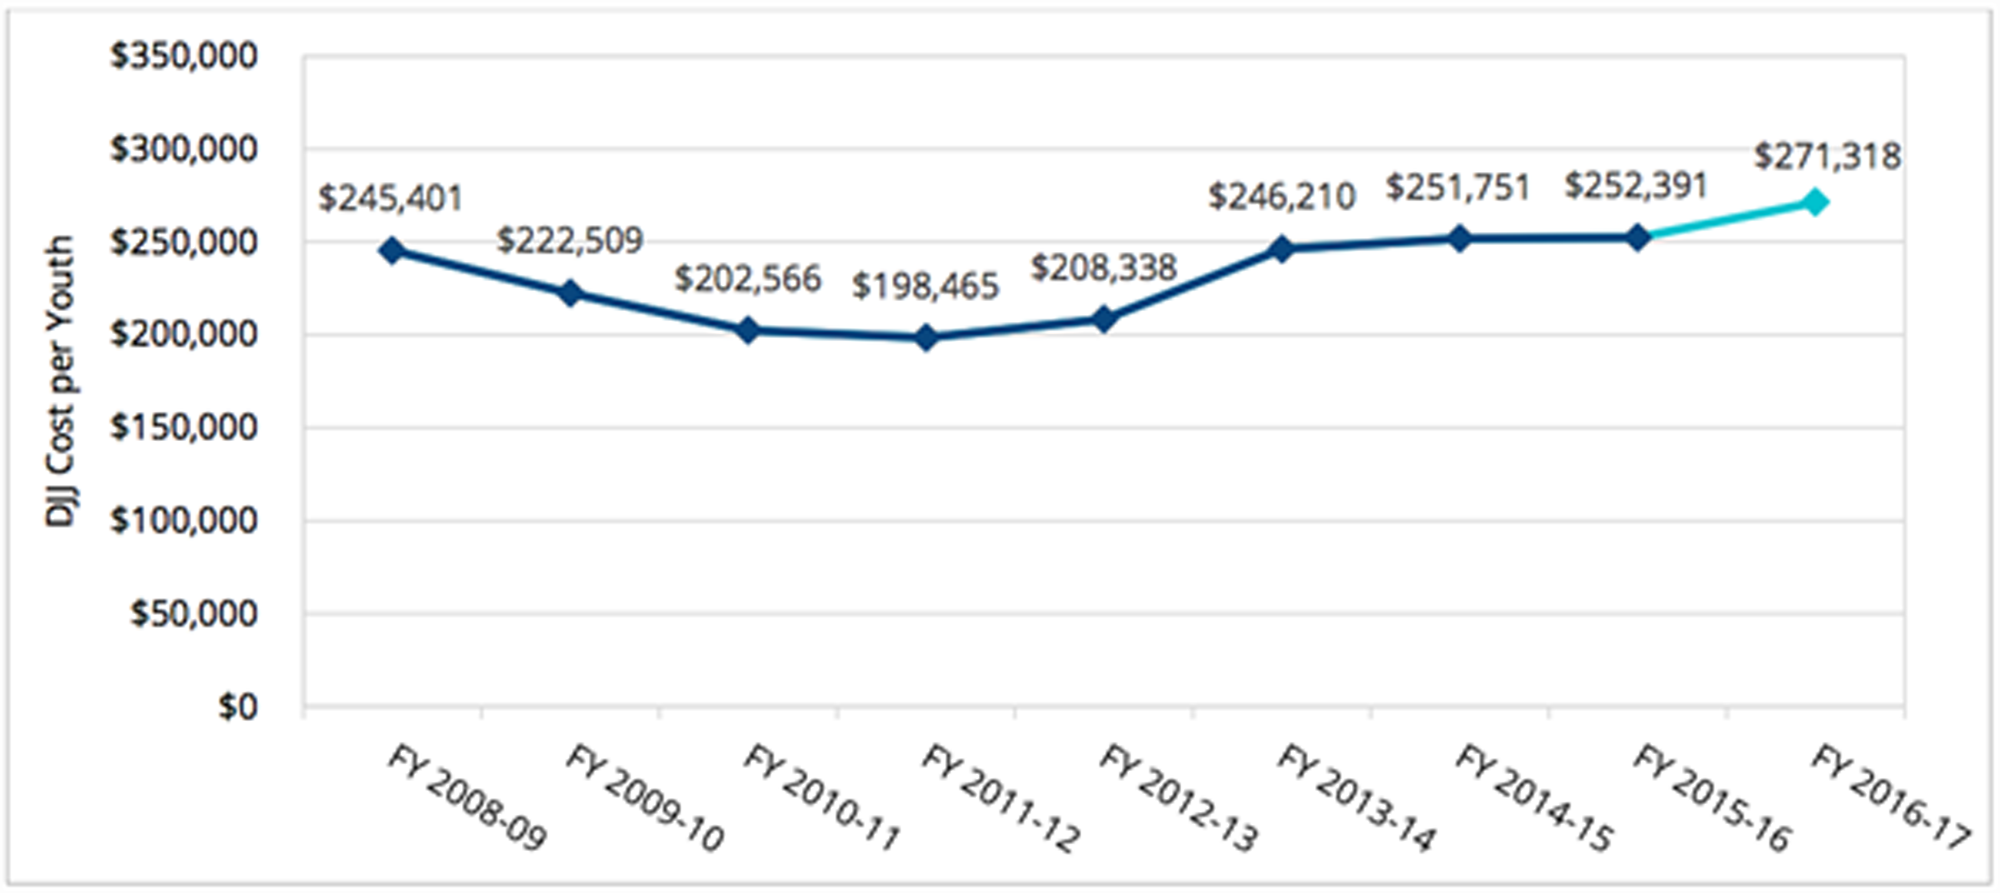 $350,000
$300,000
$250,000
$200,000
$150,000
$100,000
$50,000
$0
DJJ Cost per Youth
$245,401
$222,509
$202,566
$198,465
$208,338
$246,210
$251,751
$252,391
$271,318
FY 2008-09
FY 2009-10
FY 2010-11
FY 2011-12
FY 2012-13
FY 2013-14
FY 2014-15
FY 2015-16
FY 2016-17